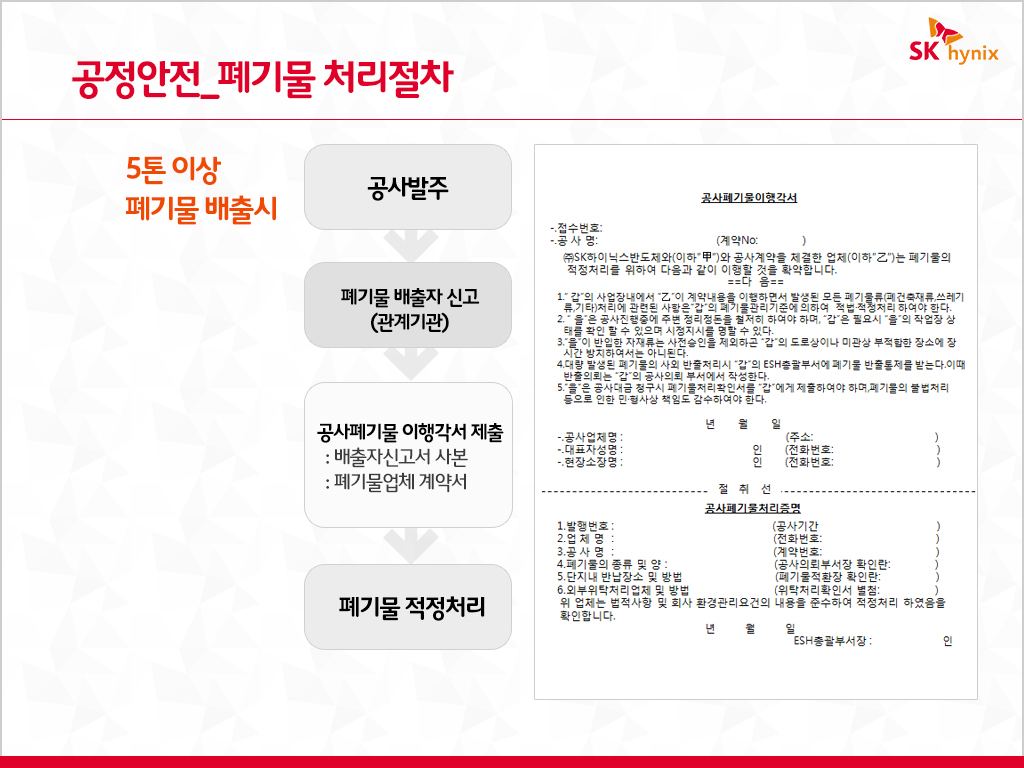 공정안전_폐기물 처리절차
SK hynix
5톤 이상
폐기물 배출시
공사발주
폐기물 배출자 신고
(관계기관)
공사폐기물 이행각서 제출
: 배출자신고서 사본
: 폐기물업체 계약서
폐기물 적정처리
공사폐기물이행각서
-.접수번호:
-.공 사 명: (계약No: )
㈜SK하이닉스반도체와(이하“甲”)와 공사계약을 체결한 업체(이하“乙”)는 폐기물의
적정처리를 위하여 다음과 같이 이행할 것을 확약합니다.
==다 음==
1.“ 갑”의 사업장내에서 “乙”이 계약내용을 이행하면서 발생된 모든 폐기물류(폐건축재류,쓰레기
류,기타)처리에 관련된 사항은“갑”의 폐기물관리기준에 의하여 적법·적정처리 하여야 한다.
2. “ 을”은 공사진행중에 주변 정리정돈을 철저히 하여야 하며, “갑”은 필요시 “을”의 작업장 상
태를 확인 할 수 있으며 시정지시를 명할 수 있다.
3.“을”이 반입한 자재류는 사전승인을 제외하곤 “갑”의 도로상이나 미관상 부적합한 장소에 장
시간 방치하여서는 아니된다.
4.대량 발생된 폐기물의 사외 반출처리시 “갑”의 ESH총괄부서에 폐기물 반출통제를 받는다.이때
반출의뢰는 “갑”의 공사의뢰 부서에서 작성한다.
5.“을”은 공사대금 청구시 폐기물처리확인서를 “갑”에게 제출하여야 하며,폐기물의 불법처리
등으로 인한 민·형사상 책임도 감수하여야 한다.
년 월 일
-.공사업체명 : (주소: )
-.대표자성명 : 인 (전화번호: )
-.현장소장명 : 인 (전화번호: )
절 취 선
공사폐기물처리증명
1.발행번호 : (공사기간 )
2.업 체 명 : (전화번호: )
3.공 사 명 : (계약번호: )
4.폐기물의 종류 및 양 : (공사의뢰부서장 확인란: )
5.단지내 반납장소 및 방법 (폐기물적환장 확인란: )
6.외부위탁처리업체 및 방법 (위탁처리확인서 별첨: )
위 업체는 법적사항 및 회사 환경관리요건의 내용을 준수하여 적정처리 하였음을
확인합니다.
년 월 일
ESH총괄부서장 : 인